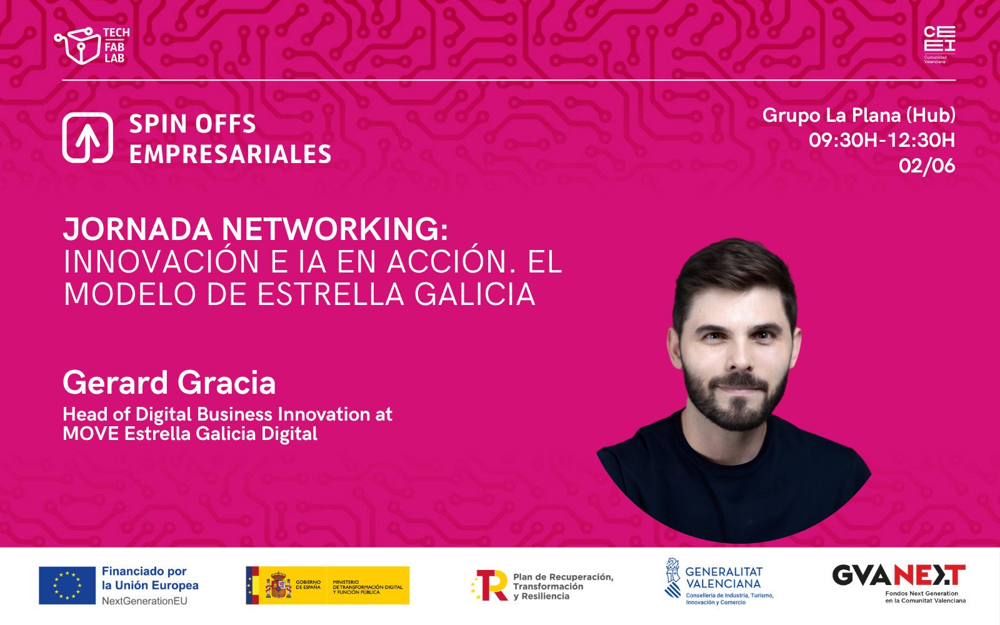 TECH
FAB
LAB
CEEI
Comunidad
Valenciana
SPIN OFFS
EMPRESARIALES
Grupo La Plana (Hub)
09:30H-12:30H
02/06
JORNADA NETWORKING:
INNOVACIÓN E IA EN ACCIÓN. EL
MODELO DE ESTRELLA GALICIA
Gerard Gracia
Head of Digital Business Innovation at
MOVE Estrella Galicia Digital
Financiado por
la Unión Europea
NextGenerationEU
GOBIERNO
DE ESPAÑA
MINISTERIO
DE TRANSFORMACIÓN DIGITAL
Y FUNCIÓN PÚBLICA
TR
Plan de Recuperación,
Transformación
y Resiliencia
GENERALITAT
VALENCIANA
Conselleria de Industria, Turismo,
Innovación y Comercio
GVANEXT
Fondos Next Generation
en la Comunitat Valenciana